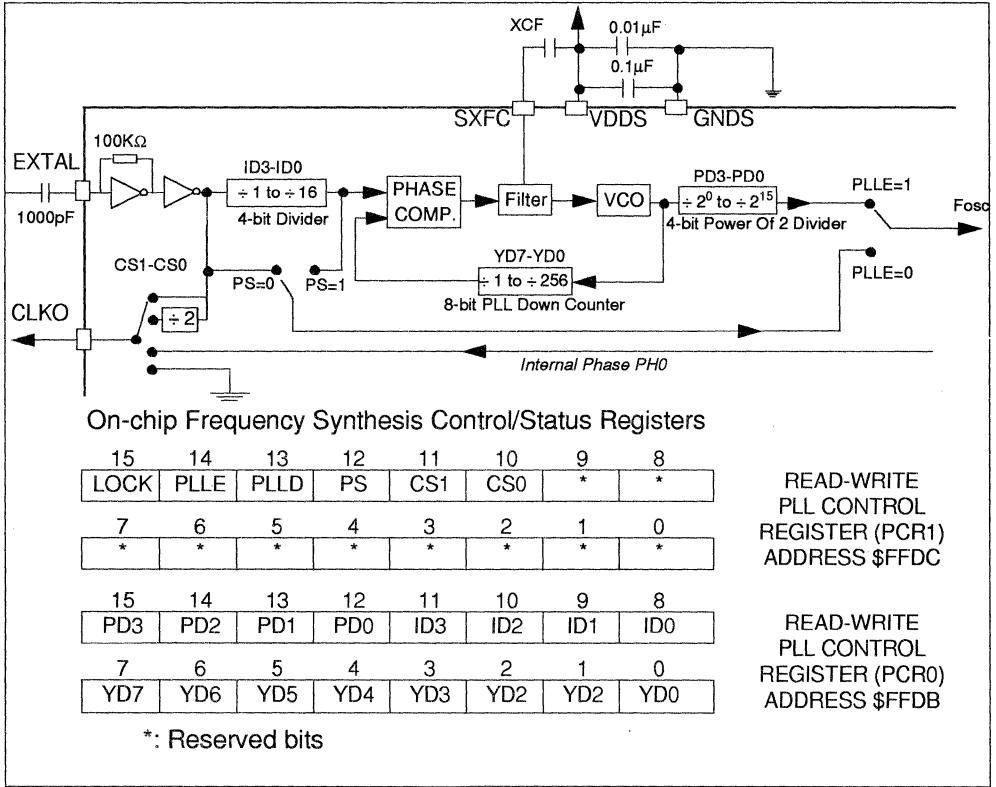 XCF
0.01µF
0.1µF
SXFC
VDDS
GNDS
100KΩ
EXTAL
1000pF
ID3-ID0
÷ 1 to ÷ 16
4-bit Divider
PHASE
COMP.
Filter
VCO
PD3-PD0
÷ 2⁰ to ÷ 2¹⁵
4-bit Power Of 2 Divider
PLLE=1
Fosc
PLLE=0
CS1-CS0
PS=0
PS=1
YD7-YD0
÷ 1 to ÷ 256
8-bit PLL Down Counter
CLKO
÷ 2
Internal Phase PH0
On-chip Frequency Synthesis Control/Status Registers
15 14 13 12 11 10 9 8
LOCK PLLE PLLD PS CS1 CS0 * *
7 6 5 4 3 2 1 0
* * * * * * * *
READ-WRITE
PLL CONTROL
REGISTER (PCR1)
ADDRESS $FFDC
15 14 13 12 11 10 9 8
PD3 PD2 PD1 PD0 ID3 ID2 ID1 ID0
7 6 5 4 3 2 1 0
YD7 YD6 YD5 YD4 YD3 YD2 YD2 YD0
READ-WRITE
PLL CONTROL
REGISTER (PCR0)
ADDRESS $FFDB
*: Reserved bits